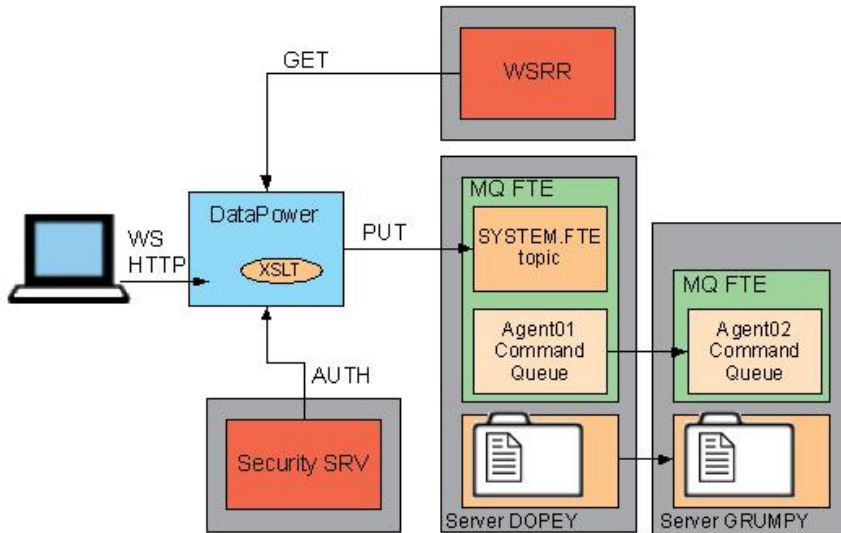 GET
WSRR
DataPower
XSLT
WS
HTTP
PUT
MQ FTE
SYSTEM.FTE
topic
Agent01
Command
Queue
MQ FTE
Agent02
Command
Queue
AUTH
Security SRV
Server DOPEY
Server GRUMPY